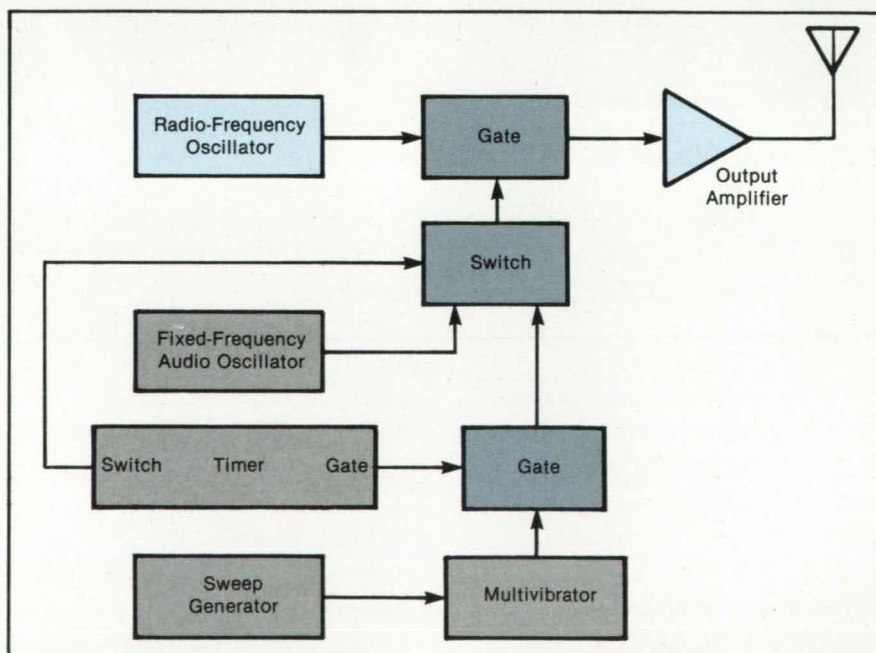 Radio-Frequency
Oscillator
Gate
Output
Amplifier
Switch
Fixed-Frequency
Audio Oscillator
Switch Timer Gate
Gate
Sweep
Generator
Multivibrator